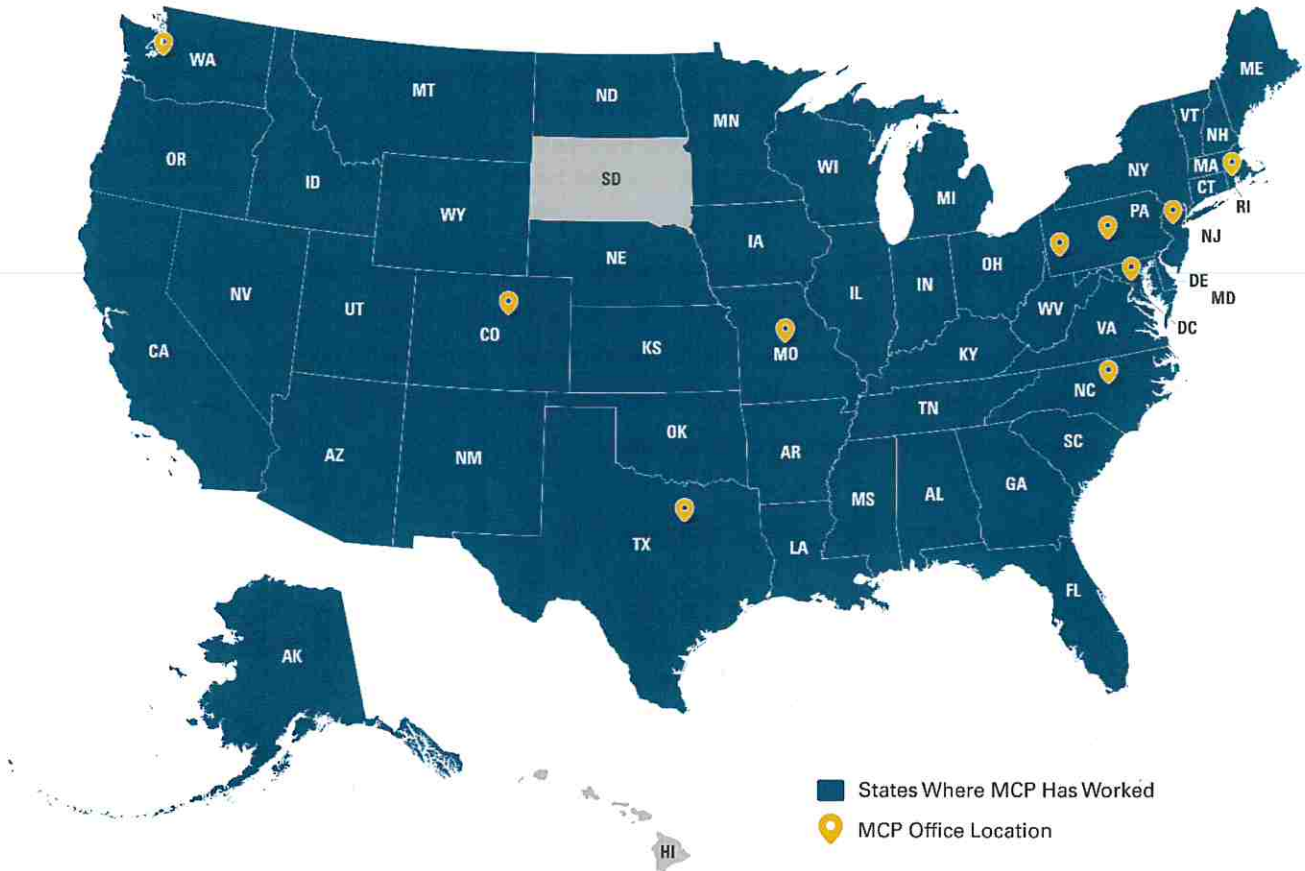 WA
MT
ND
MN
ME
VT
NH
OR
ID
SD
WI
MI
NY
MA
CT
RI
WY
IA
PA
NJ
NE
OH
NV
UT
IL
IN
DE
MD
WV
VA
DC
CA
CO
KS
MO
KY
NC
TN
OK
AZ
NM
AR
SC
MS
AL
GA
TX
LA
FL
AK
HI
States Where MCP Has Worked
MCP Office Location